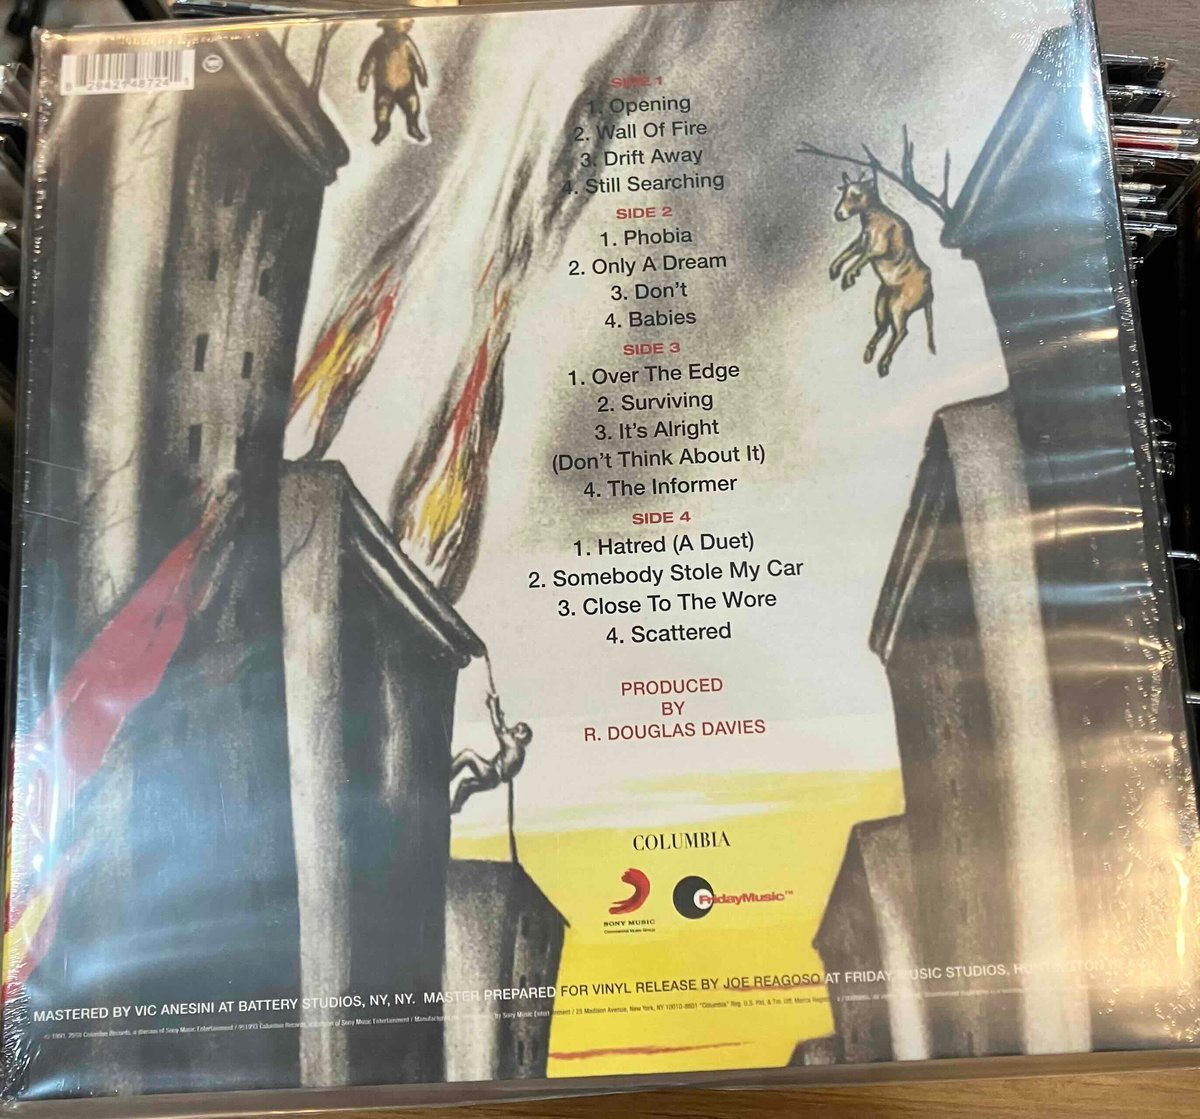 SIDE 1
1. Opening
2. Wall Of Fire
3. Drift Away
4. Still Searching
SIDE 2
1. Phobia
2. Only A Dream
3. Don't
4. Babies
SIDE 3
1. Over The Edge
2. Surviving
3. It's Alright
(Don't Think About It)
4. The Informer
SIDE 4
1. Hatred (A Duet)
2. Somebody Stole My Car
3. Close To The Wore
4. Scattered
PRODUCED
BY
R. DOUGLAS DAVIES
COLUMBIA
SONY MUSIC
FridayMusic™
MASTERED BY VIC ANESINI AT BATTERY STUDIOS, NY, NY. MASTER PREPARED FOR VINYL RELEASE BY JOE REAGOSO AT FRIDAY MUSIC STUDIOS,